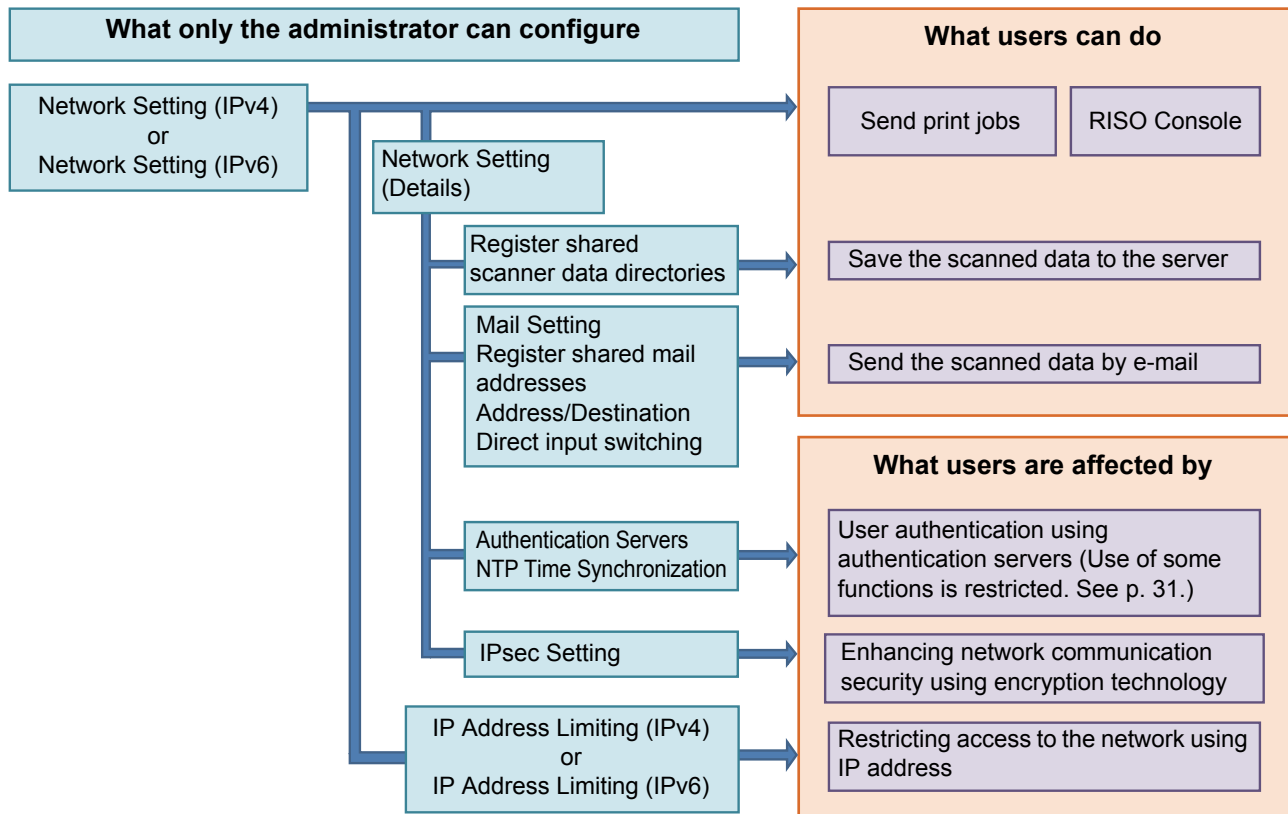 What only the administrator can configure
Network Setting (IPv4)
or
Network Setting (IPv6)
Network Setting
(Details)
Register shared
scanner data directories
Mail Setting
Register shared mail
addresses
Address/Destination
Direct input switching
Authentication Servers
NTP Time Synchronization
IPsec Setting
IP Address Limiting (IPv4)
or
IP Address Limiting (IPv6)
What users can do
Send print jobs
RISO Console
Save the scanned data to the server
Send the scanned data by e-mail
What users are affected by
User authentication using
authentication servers (Use of some
functions is restricted. See p. 31.)
Enhancing network communication
security using encryption technology
Restricting access to the network using
IP address